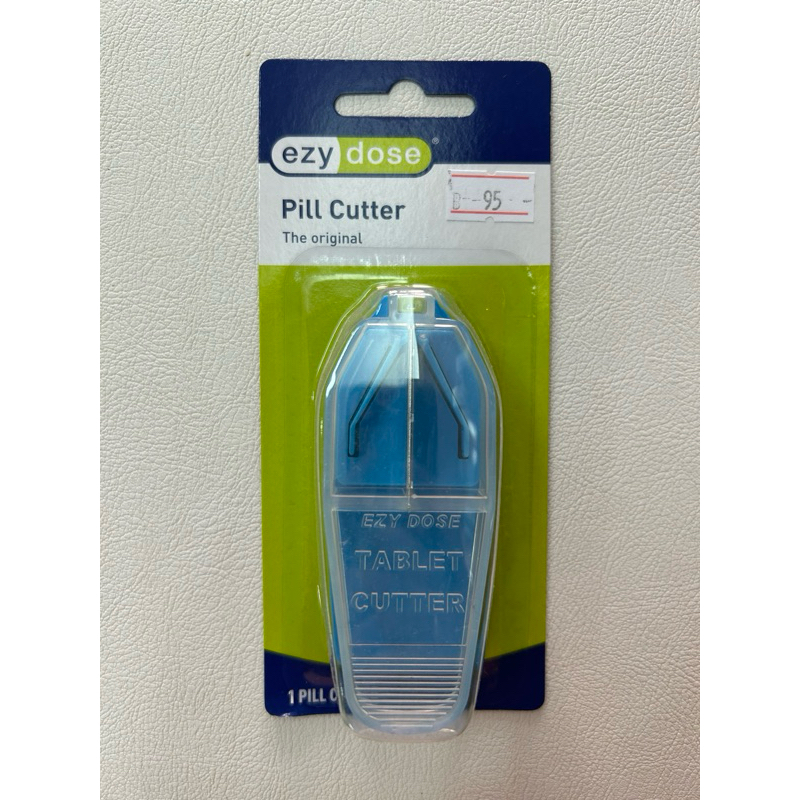 ezy dose®
95
Pill Cutter
The original
EZY DOSE
TABLET
CUTTER
1 PILL